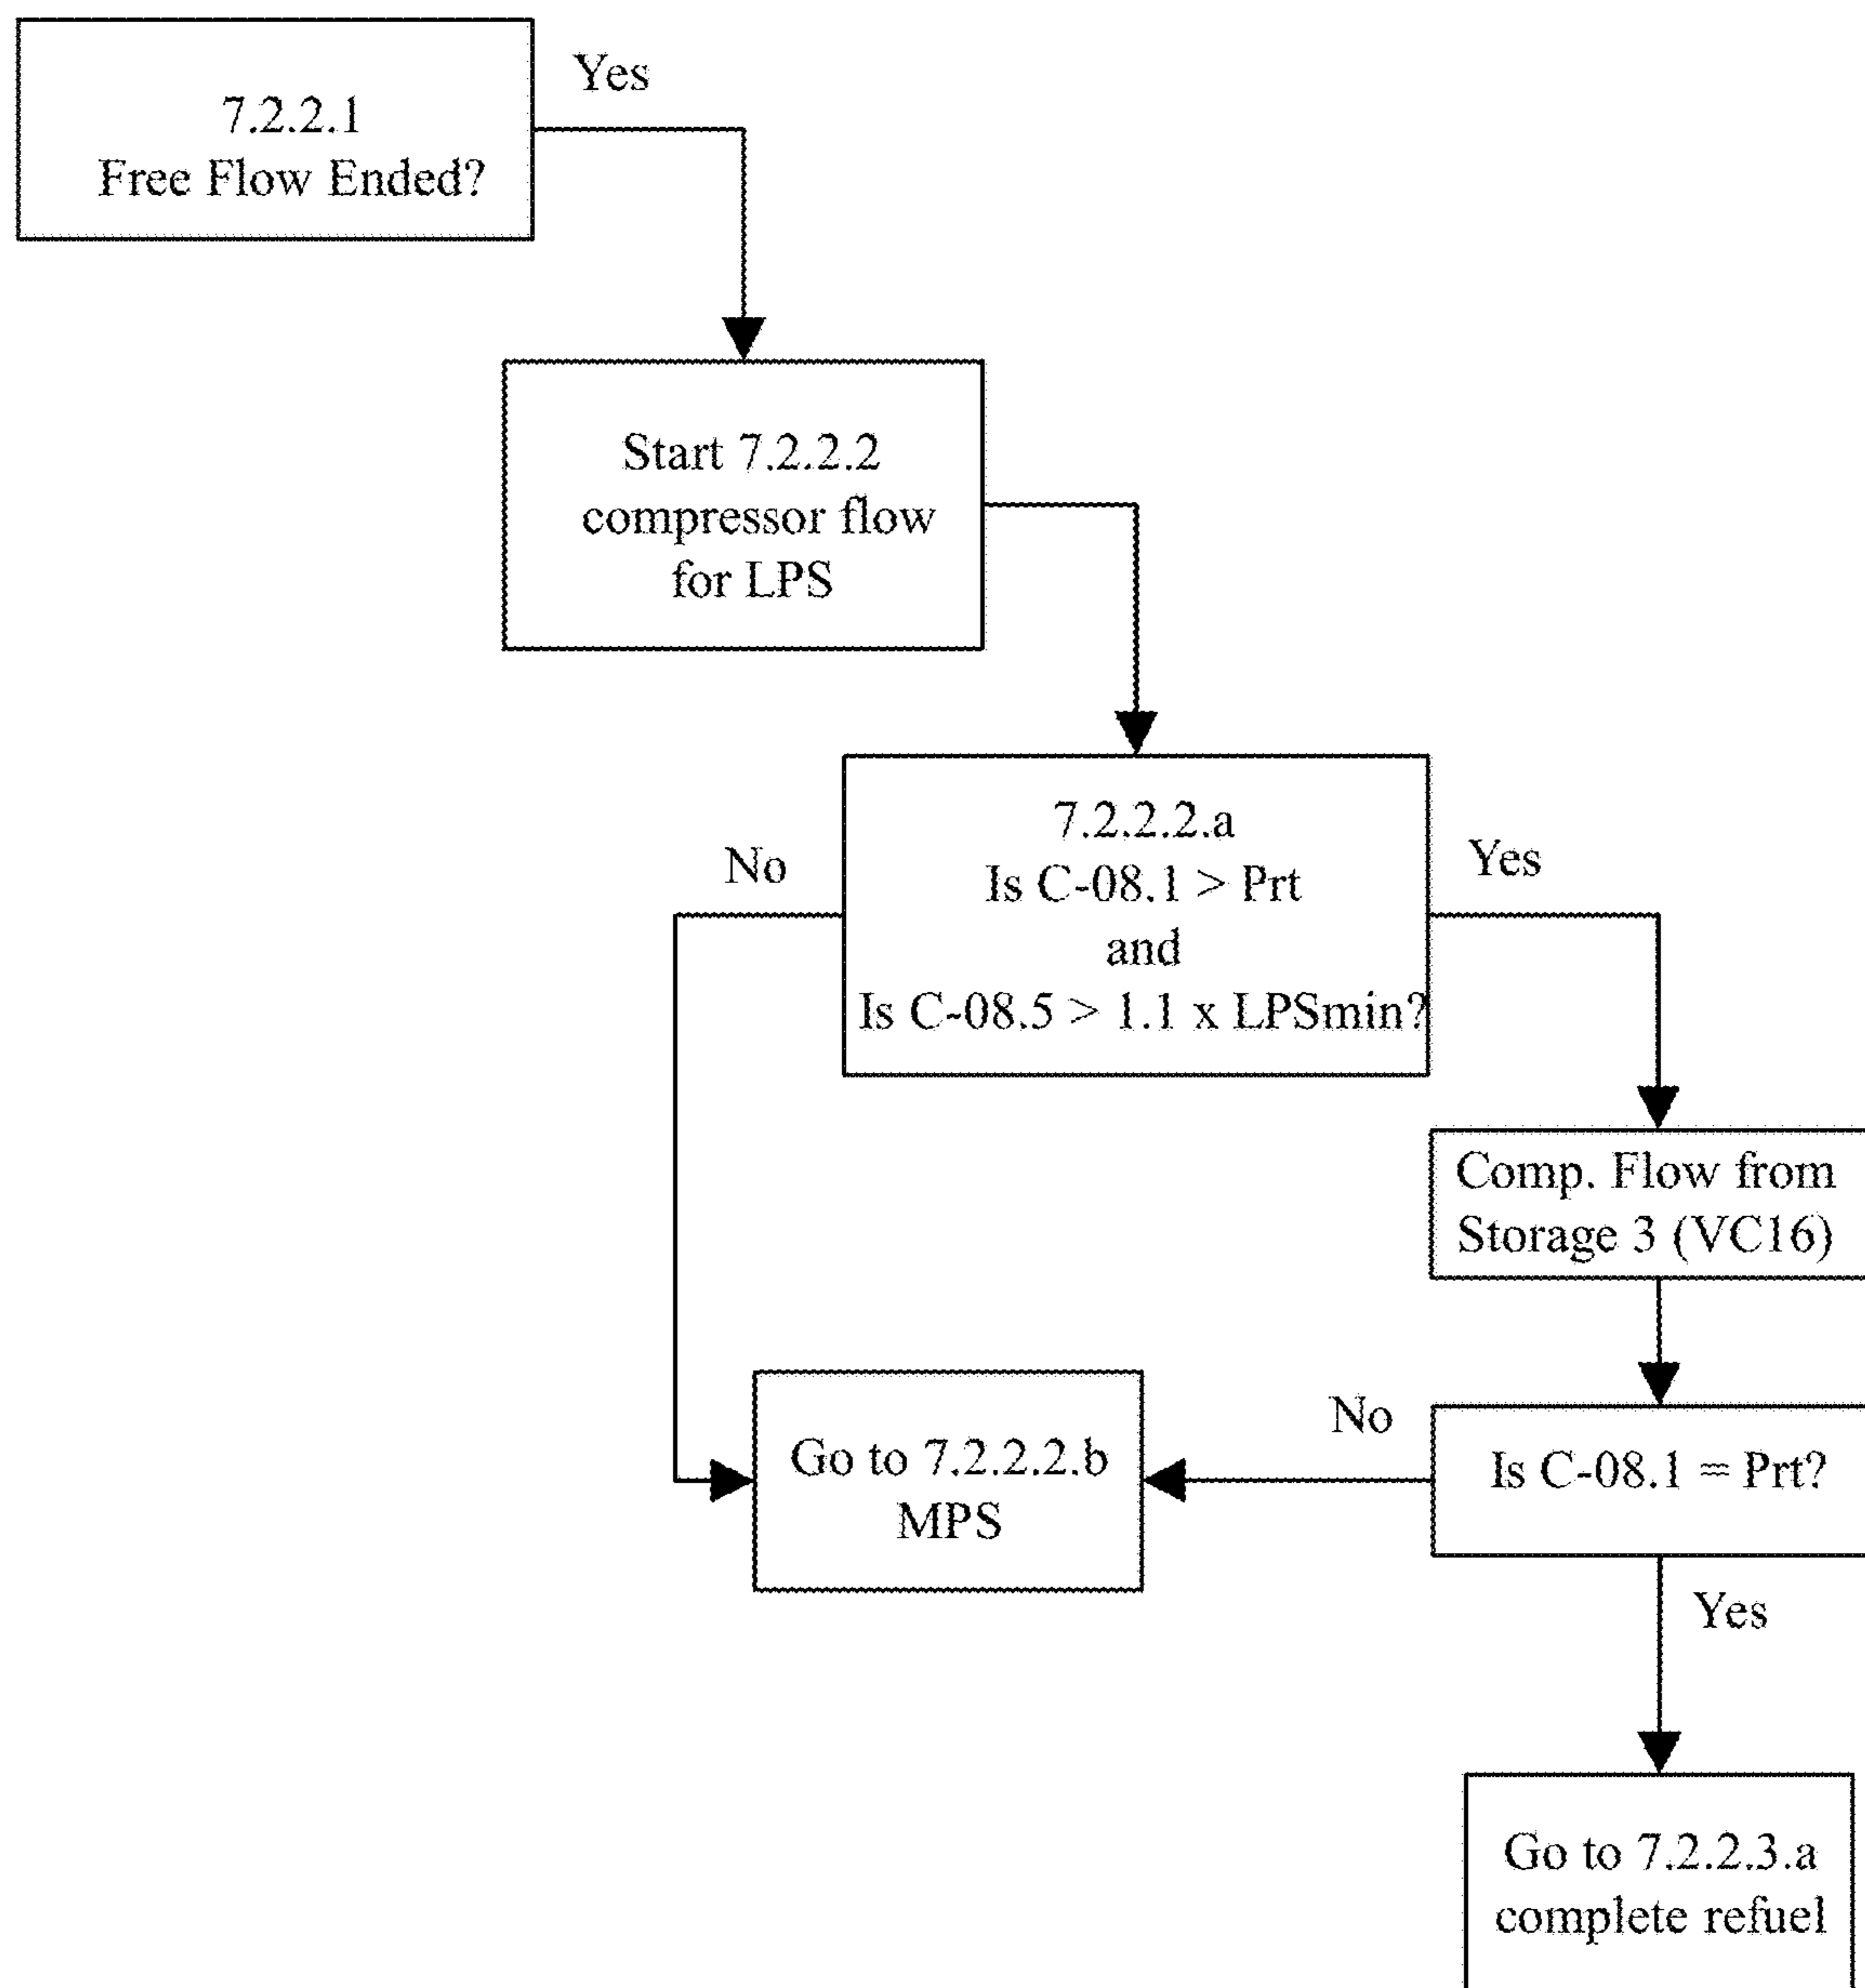 7.2.2.1
Free Flow Ended?
Yes
Start 7.2.2.2
compressor flow
for LPS
7.2.2.2.a
Is C-08.1 > Prt
and
Is C-08.5 > 1.1 x LPSmin?
No
Yes
Comp. Flow from
Storage 3 (VC16)
Is C-08.1 = Prt?
No
Go to 7.2.2.2.b
MPS
Yes
Go to 7.2.2.3.a
complete refuel